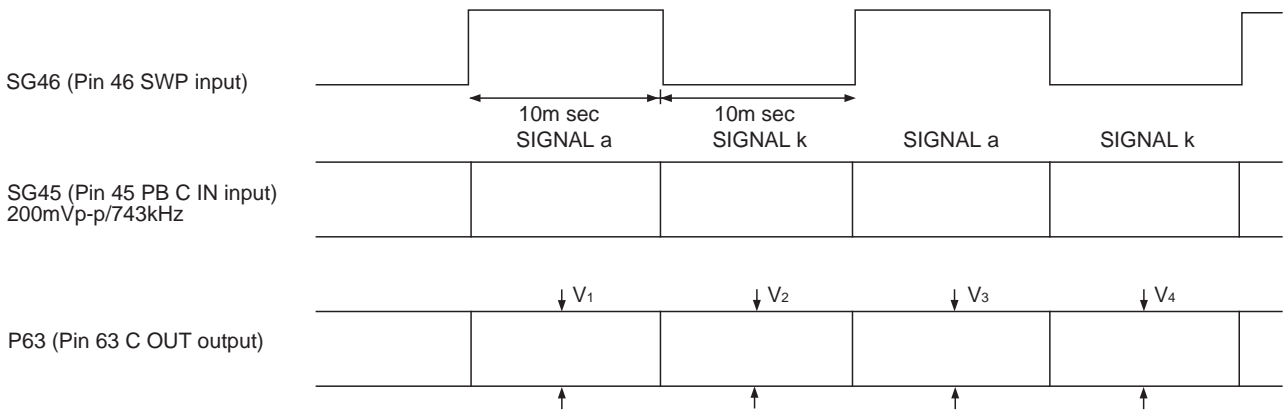 SG46 (Pin 46 SWP input)
10m sec 10m sec
SIGNAL a SIGNAL k SIGNAL a SIGNAL k
SG45 (Pin 45 PB C IN input)
200mVp-p/743kHz
V1 V2 V3 V4
P63 (Pin 63 C OUT output)